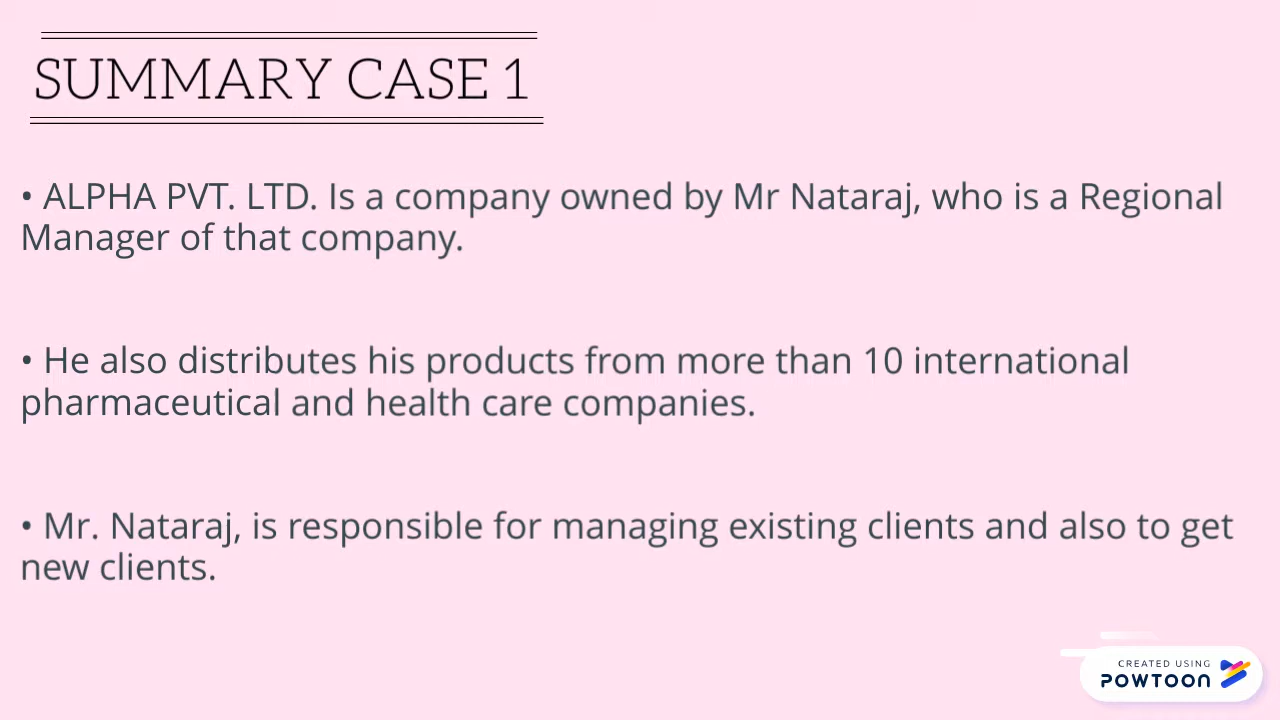 SUMMARY CASE 1
• ALPHA PVT. LTD. Is a company owned by Mr Nataraj, who is a Regional
Manager of that company.
• He also distributes his products from more than 10 international
pharmaceutical and health care companies.
• Mr. Nataraj, is responsible for managing existing clients and also to get
new clients.
CREATED USING
POWTOON